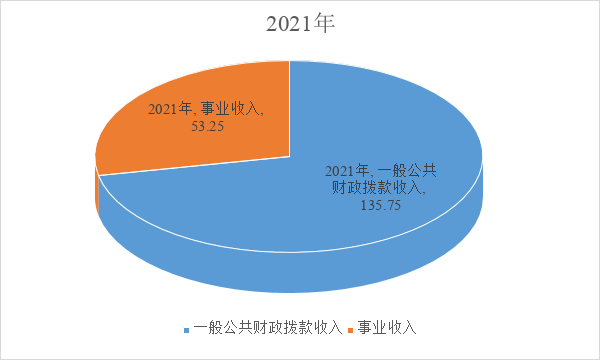 2021年
2021年, 事业收入,
53.25
2021年, 一般公共
财政拨款收入,
135.75
一般公共财政拨款收入 事业收入